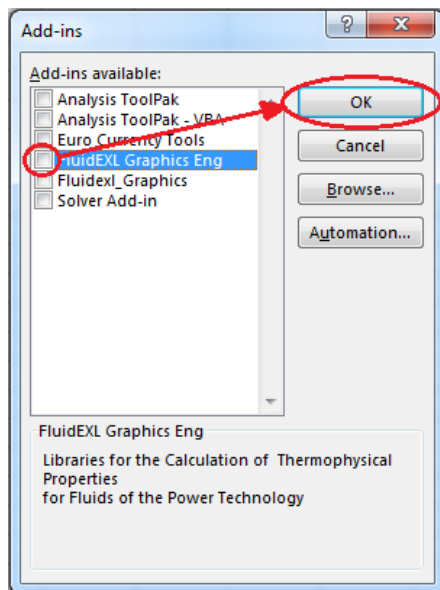 Add-ins
Add-ins available:
Analysis ToolPak
Analysis ToolPak - VBA
Euro Currency Tools
FluidEXL Graphics Eng
Fluidexl_Graphics
Solver Add-in
OK
Cancel
Browse...
Automation...
FluidEXL Graphics Eng
Libraries for the Calculation of Thermophysical
Properties
for Fluids of the Power Technology